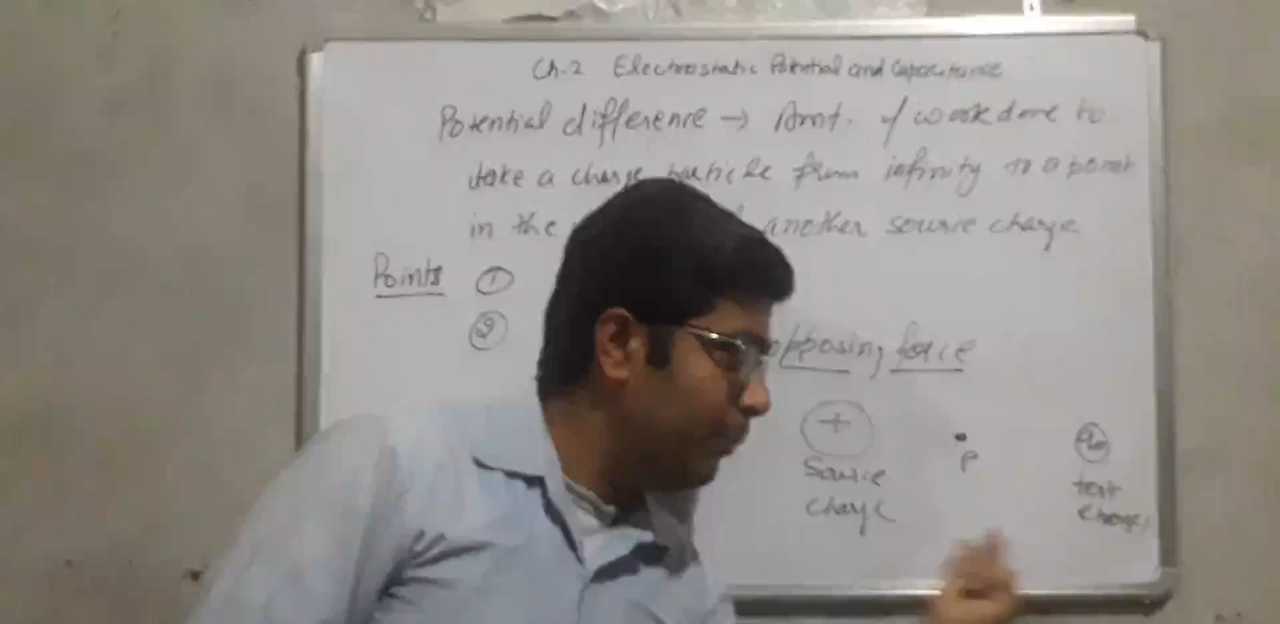 Ch-2 Electrostatic Potential and Capacitance
Potential difference → Amt. of work done to
take a charge particle from infinity to a point
in the another source charge
Points ①
②
opposing force
+
Source
charge
P
q₀
test
charge